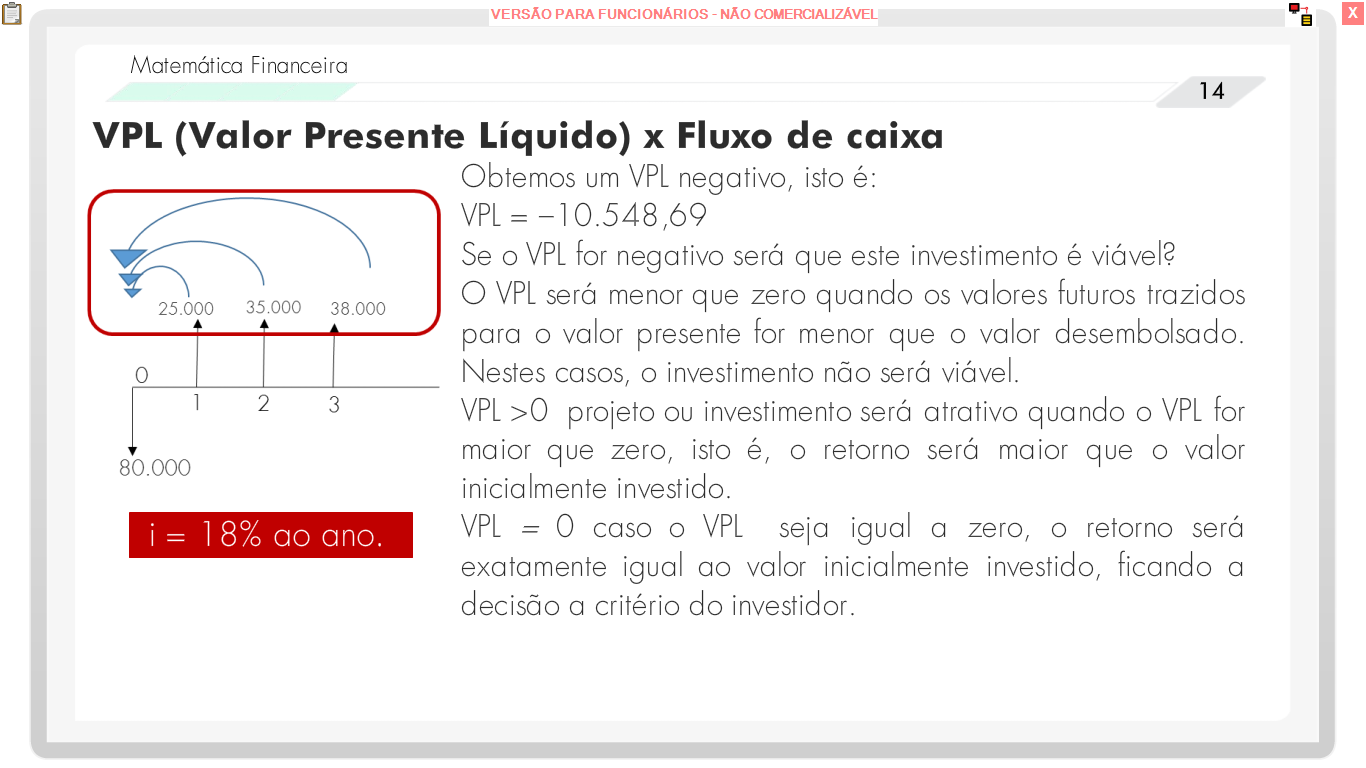 VERSÃO PARA FUNCIONÁRIOS - NÃO COMERCIALIZÁVEL
X
Matemática Financeira
14
VPL (Valor Presente Líquido) x Fluxo de caixa
Obtemos um VPL negativo, isto é:
VPL = –10.548,69
Se o VPL for negativo será que este investimento é viável?
O VPL será menor que zero quando os valores futuros trazidos
para o valor presente for menor que o valor desembolsado.
Nestes casos, o investimento não será viável.
VPL >0 projeto ou investimento será atrativo quando o VPL for
maior que zero, isto é, o retorno será maior que o valor
inicialmente investido.
VPL = 0 caso o VPL seja igual a zero, o retorno será
exatamente igual ao valor inicialmente investido, ficando a
decisão a critério do investidor.
25.000 35.000 38.000
0
1 2 3
80.000
i = 18% ao ano.